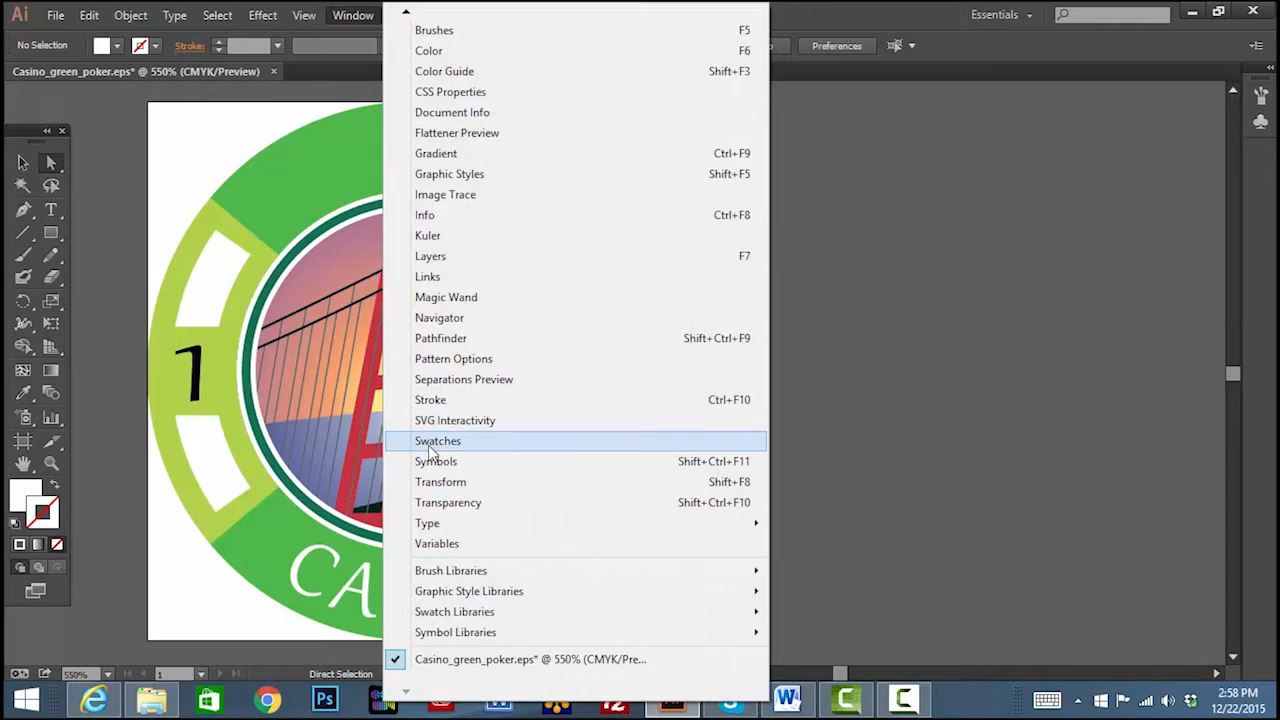 Ai File Edit Object Type Select Effect View Window Essentials
No Selection Stroke: Preferences
Casino_green_poker.eps* @ 550% (CMYK/Preview)
Brushes F5
Color F6
Color Guide Shift+F3
CSS Properties
Document Info
Flattener Preview
Gradient Ctrl+F9
Graphic Styles Shift+F5
Image Trace
Info Ctrl+F8
Kuler
Layers F7
Links
Magic Wand
Navigator
Pathfinder Shift+Ctrl+F9
Pattern Options
Separations Preview
Stroke Ctrl+F10
SVG Interactivity
Swatches
Symbols Shift+Ctrl+F11
Transform Shift+F8
Transparency Shift+Ctrl+F10
Type
Variables
Brush Libraries
Graphic Style Libraries
Swatch Libraries
Symbol Libraries
Casino_green_poker.eps* @ 550% (CMYK/Pre...
1
CA
550% 1 Direct Selection
Ps
W
2:58 PM
12/22/2015